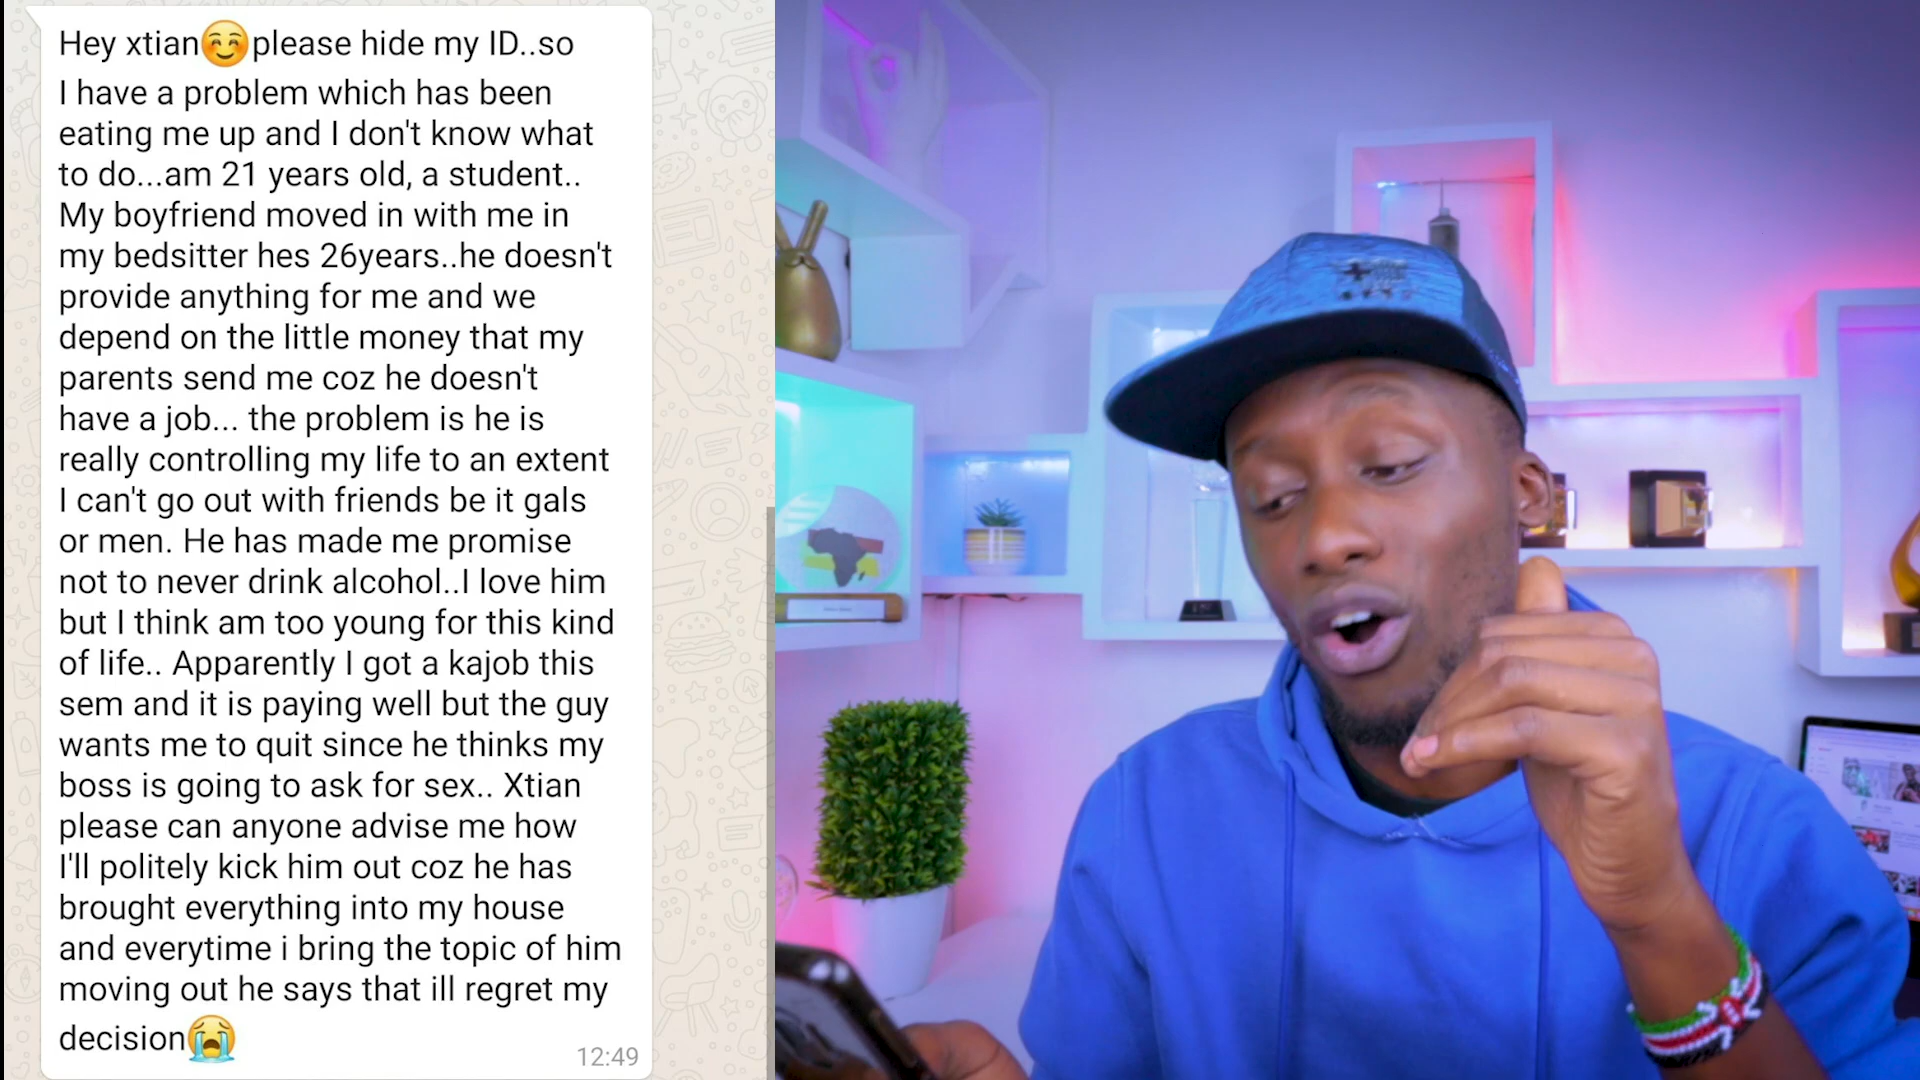 Hey xtian😊please hide my ID..so
I have a problem which has been
eating me up and I don't know what
to do...am 21 years old, a student..
My boyfriend moved in with me in
my bedsitter hes 26years..he doesn't
provide anything for me and we
depend on the little money that my
parents send me coz he doesn't
have a job... the problem is he is
really controlling my life to an extent
I can't go out with friends be it gals
or men. He has made me promise
not to never drink alcohol..I love him
but I think am too young for this kind
of life.. Apparently I got a kajob this
sem and it is paying well but the guy
wants me to quit since he thinks my
boss is going to ask for sex.. Xtian
please can anyone advise me how
I'll politely kick him out coz he has
brought everything into my house
and everytime i bring the topic of him
moving out he says that ill regret my
decision😭
12:49